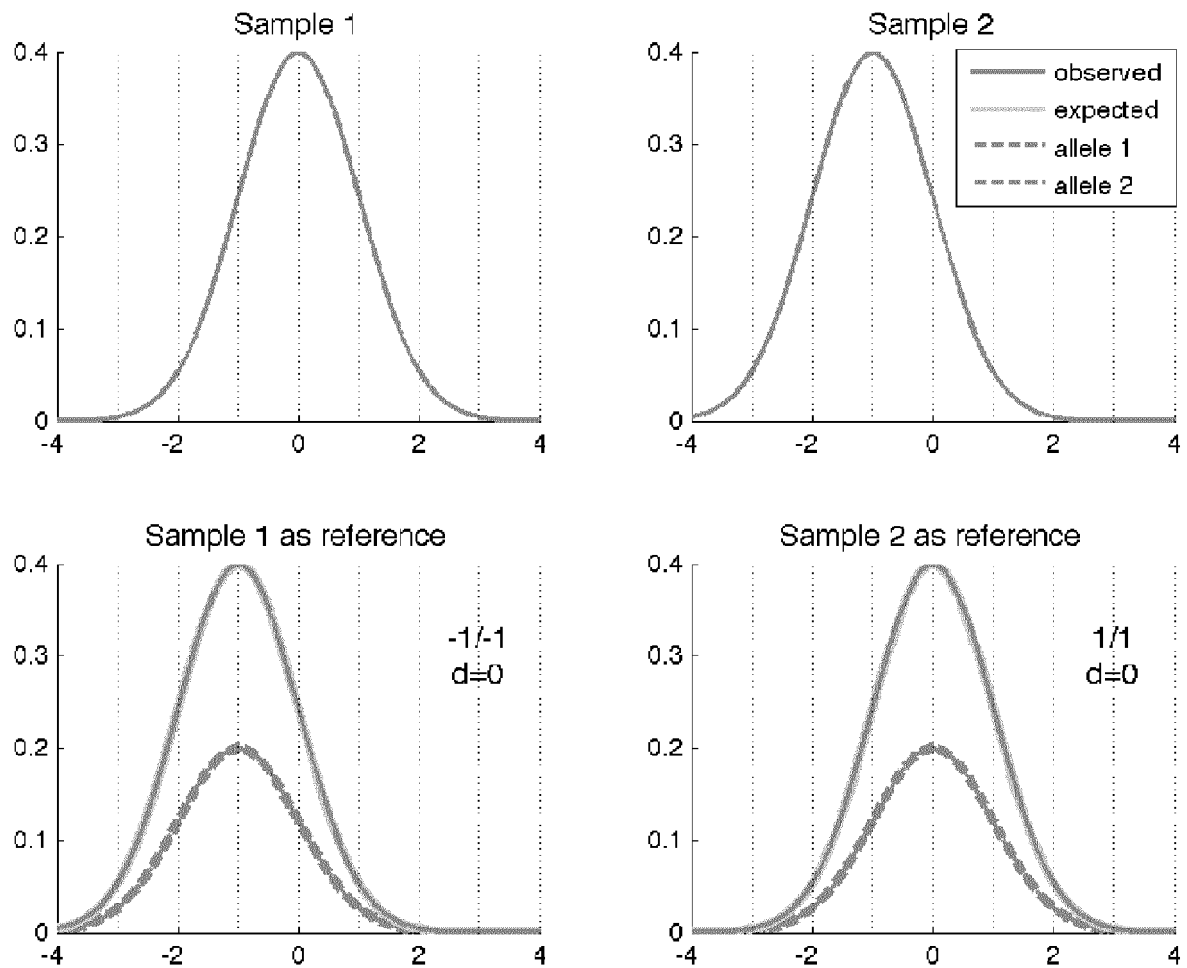 Sample 1
0.4
0.3
0.2
0.1
0
-4 -2 0 2 4
Sample 2
0.4
0.3
0.2
0.1
0
-4 -2 0 2 4
observed
expected
allele 1
allele 2
Sample 1 as reference
0.4
0.3
0.2
0.1
0
-4 -2 0 2 4
-1/-1
d=0
Sample 2 as reference
0.4
0.3
0.2
0.1
0
-4 -2 0 2 4
1/1
d=0